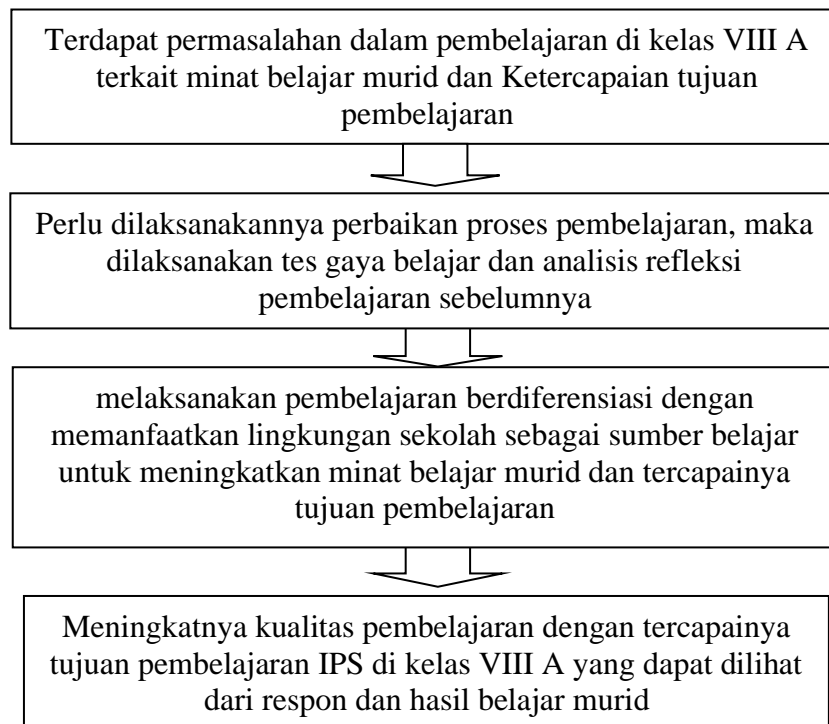 Terdapat permasalahan dalam pembelajaran di kelas VIII A
terkait minat belajar murid dan Ketercapaian tujuan
pembelajaran
Perlu dilaksanakannya perbaikan proses pembelajaran, maka
dilaksanakan tes gaya belajar dan analisis refleksi
pembelajaran sebelumnya
melaksanakan pembelajaran berdiferensiasi dengan
memanfaatkan lingkungan sekolah sebagai sumber belajar
untuk meningkatkan minat belajar murid dan tercapainya
tujuan pembelajaran
Meningkatnya kualitas pembelajaran dengan tercapainya
tujuan pembelajaran IPS di kelas VIII A yang dapat dilihat
dari respon dan hasil belajar murid